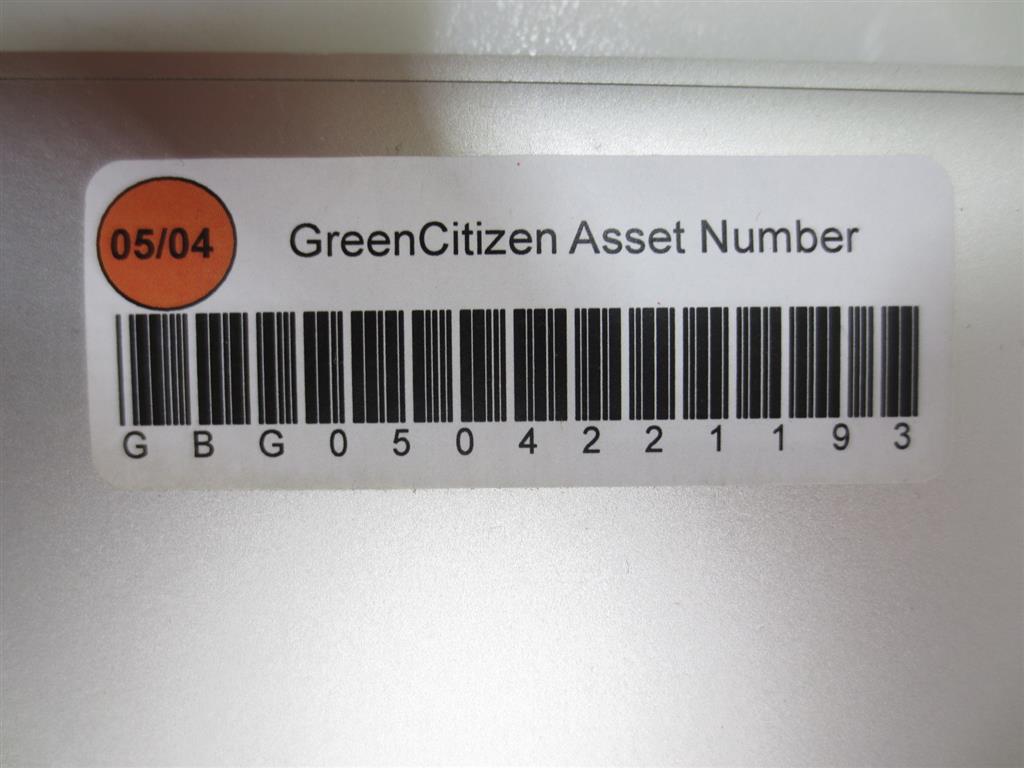 05/04
GreenCitizen Asset Number
G B G 0 5 0 4 2 2 1 1 9 3